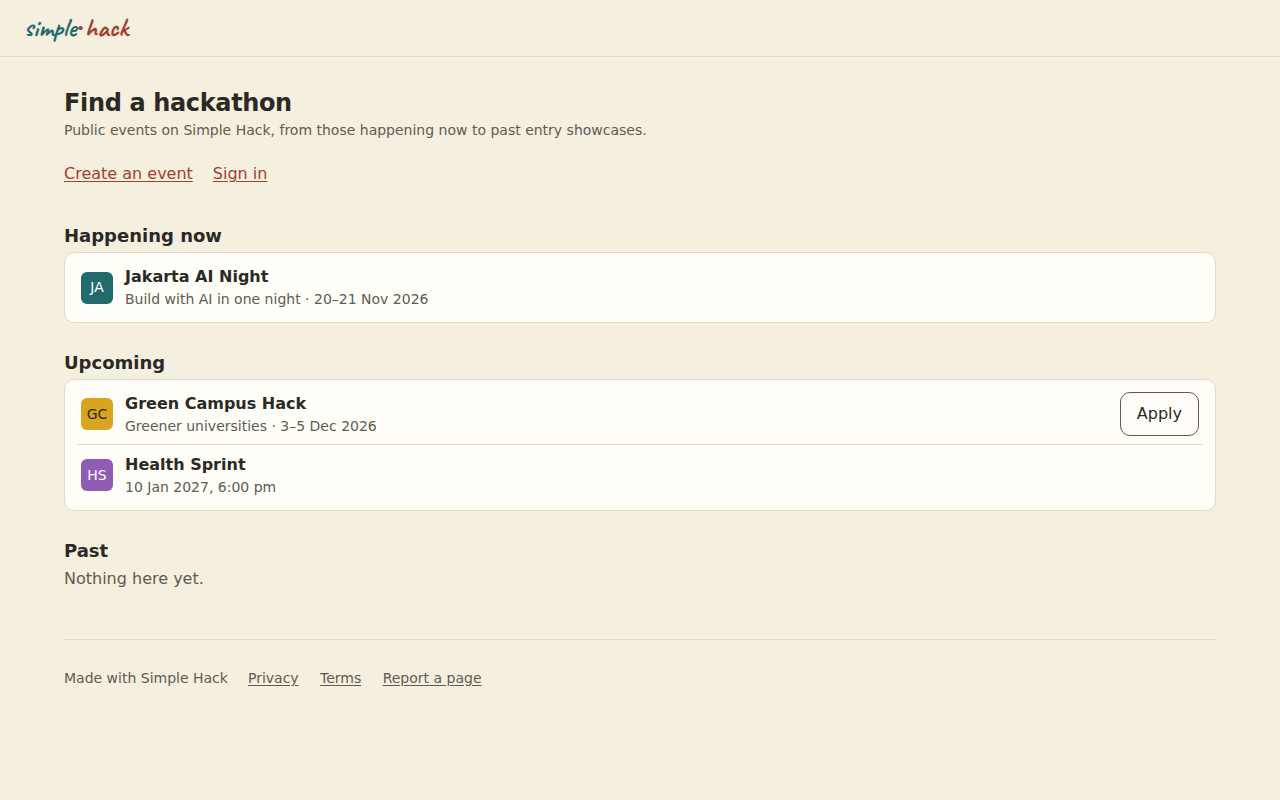 simple·hack
Find a hackathon
Public events on Simple Hack, from those happening now to past entry showcases.
Create an event Sign in
Happening now
JA
Jakarta AI Night
Build with AI in one night · 20–21 Nov 2026
Upcoming
GC
Green Campus Hack
Greener universities · 3–5 Dec 2026
Apply
HS
Health Sprint
10 Jan 2027, 6:00 pm
Past
Nothing here yet.
Made with Simple Hack Privacy Terms Report a page